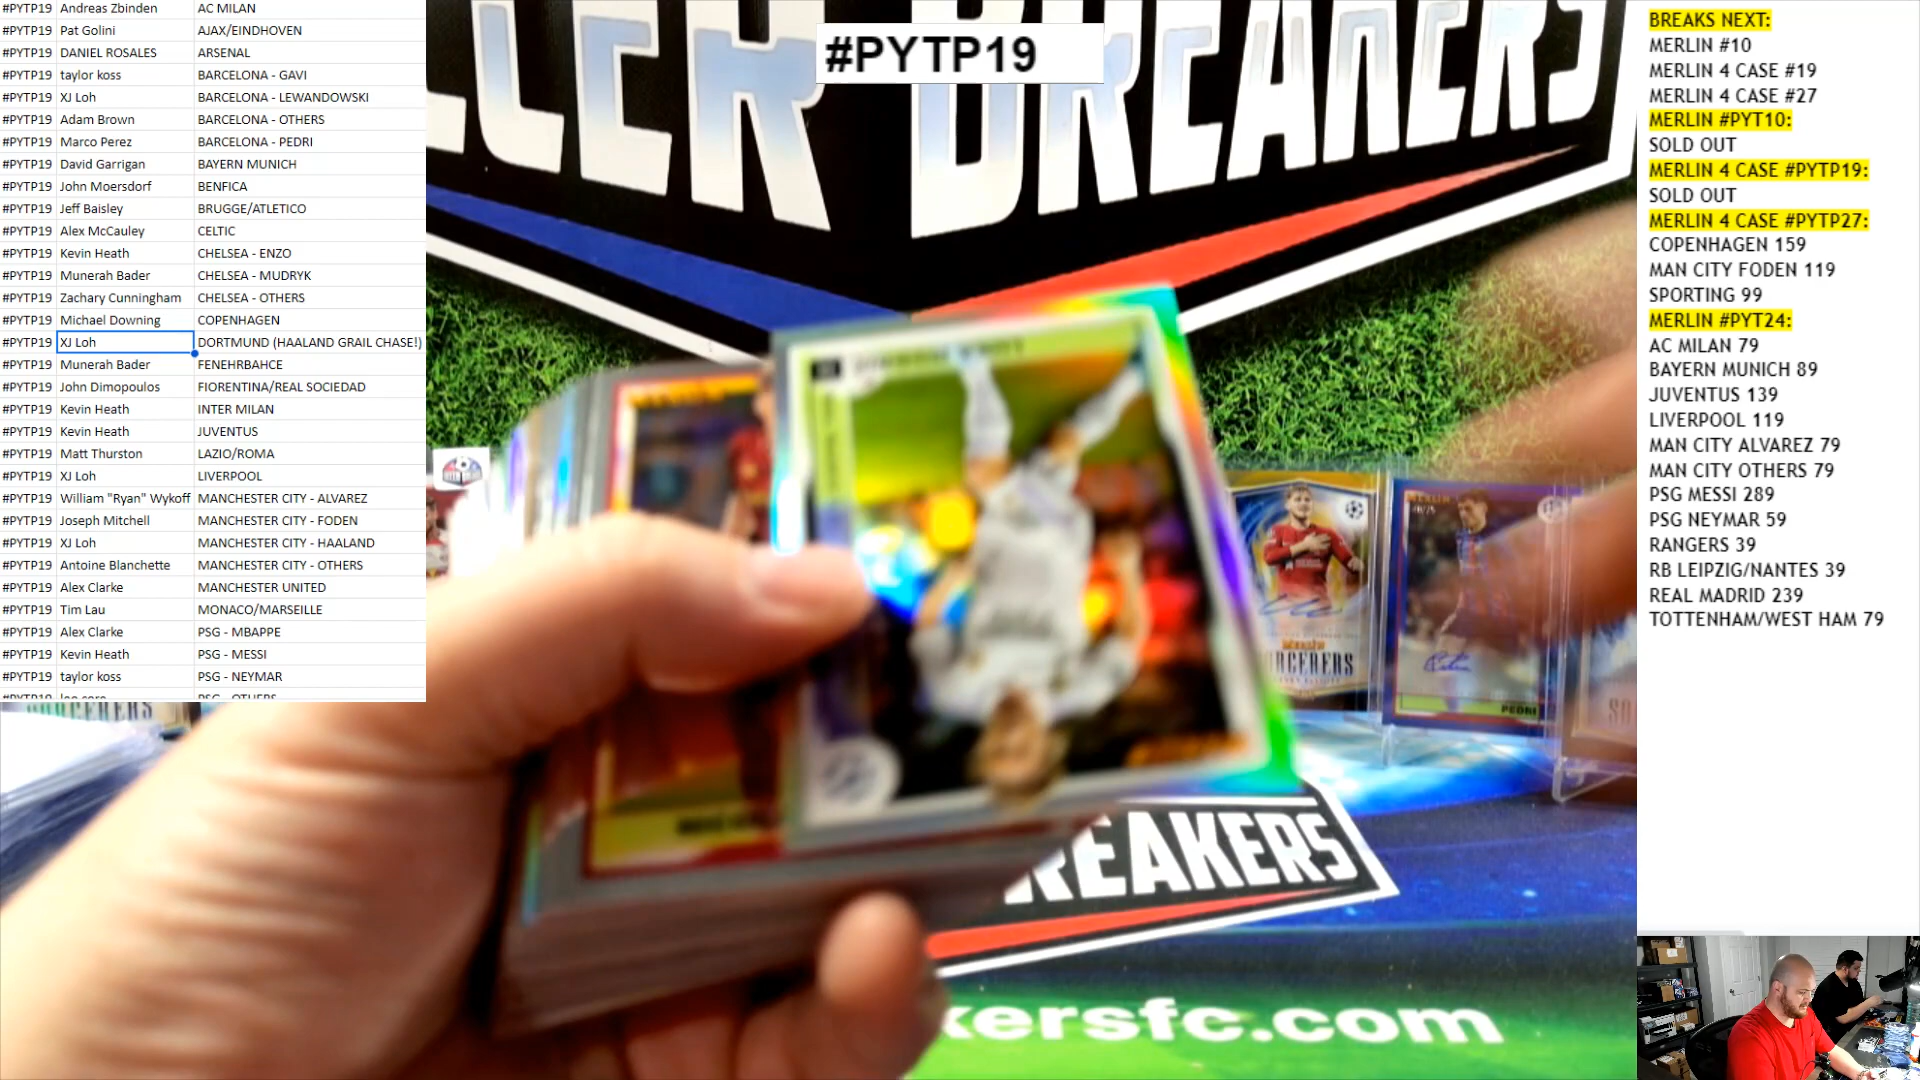 #PYTP19 Andreas Zbinden AC MILAN
#PYTP19 Pat Golini AJAX/EINDHOVEN
#PYTP19 DANIEL ROSALES ARSENAL
#PYTP19 taylor koss BARCELONA - GAVI
#PYTP19 XJ Loh BARCELONA - LEWANDOWSKI
#PYTP19 Adam Brown BARCELONA - OTHERS
#PYTP19 Marco Perez BARCELONA - PEDRI
#PYTP19 David Garrigan BAYERN MUNICH
#PYTP19 John Moersdorf BENFICA
#PYTP19 Jeff Baisley BRUGGE/ATLETICO
#PYTP19 Alex McCauley CELTIC
#PYTP19 Kevin Heath CHELSEA - ENZO
#PYTP19 Munerah Bader CHELSEA - MUDRYK
#PYTP19 Zachary Cunningham CHELSEA - OTHERS
#PYTP19 Michael Downing COPENHAGEN
#PYTP19 XJ Loh DORTMUND (HAALAND GRAIL CHASE!)
#PYTP19 Munerah Bader FENEHRBAHCE
#PYTP19 John Dimopoulos FIORENTINA/REAL SOCIEDAD
#PYTP19 Kevin Heath INTER MILAN
#PYTP19 Kevin Heath JUVENTUS
#PYTP19 Matt Thurston LAZIO/ROMA
#PYTP19 XJ Loh LIVERPOOL
#PYTP19 William "Ryan" Wykoff MANCHESTER CITY - ALVAREZ
#PYTP19 Joseph Mitchell MANCHESTER CITY - FODEN
#PYTP19 XJ Loh MANCHESTER CITY - HAALAND
#PYTP19 Antoine Blanchette MANCHESTER CITY - OTHERS
#PYTP19 Alex Clarke MANCHESTER UNITED
#PYTP19 Tim Lau MONACO/MARSEILLE
#PYTP19 Alex Clarke PSG - MBAPPE
#PYTP19 Kevin Heath PSG - MESSI
#PYTP19 taylor koss PSG - NEYMAR
#PYTP19
BREAKERS
#PYTP19
PEDRI
REAKERS
kersfc.com
BREAKS NEXT:
MERLIN #10
MERLIN 4 CASE #19
MERLIN 4 CASE #27
MERLIN #PYT10:
SOLD OUT
MERLIN 4 CASE #PYTP19:
SOLD OUT
MERLIN 4 CASE #PYTP27:
COPENHAGEN 159
MAN CITY FODEN 119
SPORTING 99
MERLIN #PYT24:
AC MILAN 79
BAYERN MUNICH 89
JUVENTUS 139
LIVERPOOL 119
MAN CITY ALVAREZ 79
MAN CITY OTHERS 79
PSG MESSI 289
PSG NEYMAR 59
RANGERS 39
RB LEIPZIG/NANTES 39
REAL MADRID 239
TOTTENHAM/WEST HAM 79